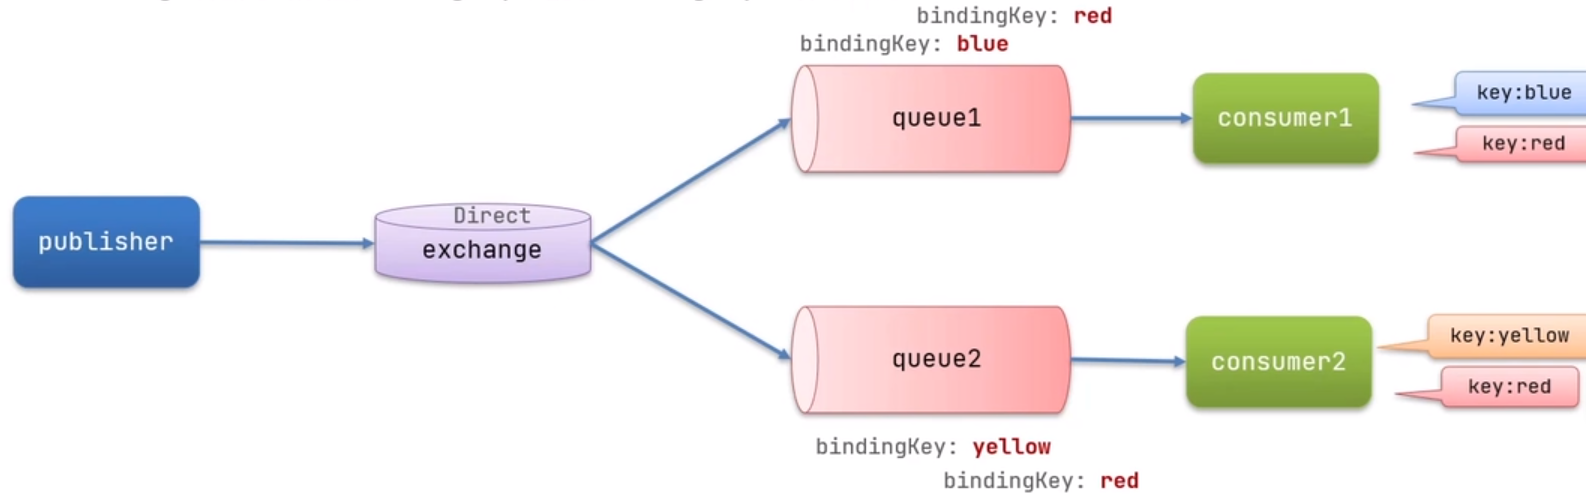 bindingKey: red
bindingKey: blue
queue1
consumer1
key:blue
key:red
publisher
Direct
exchange
queue2
consumer2
key:yellow
key:red
bindingKey: yellow
bindingKey: red